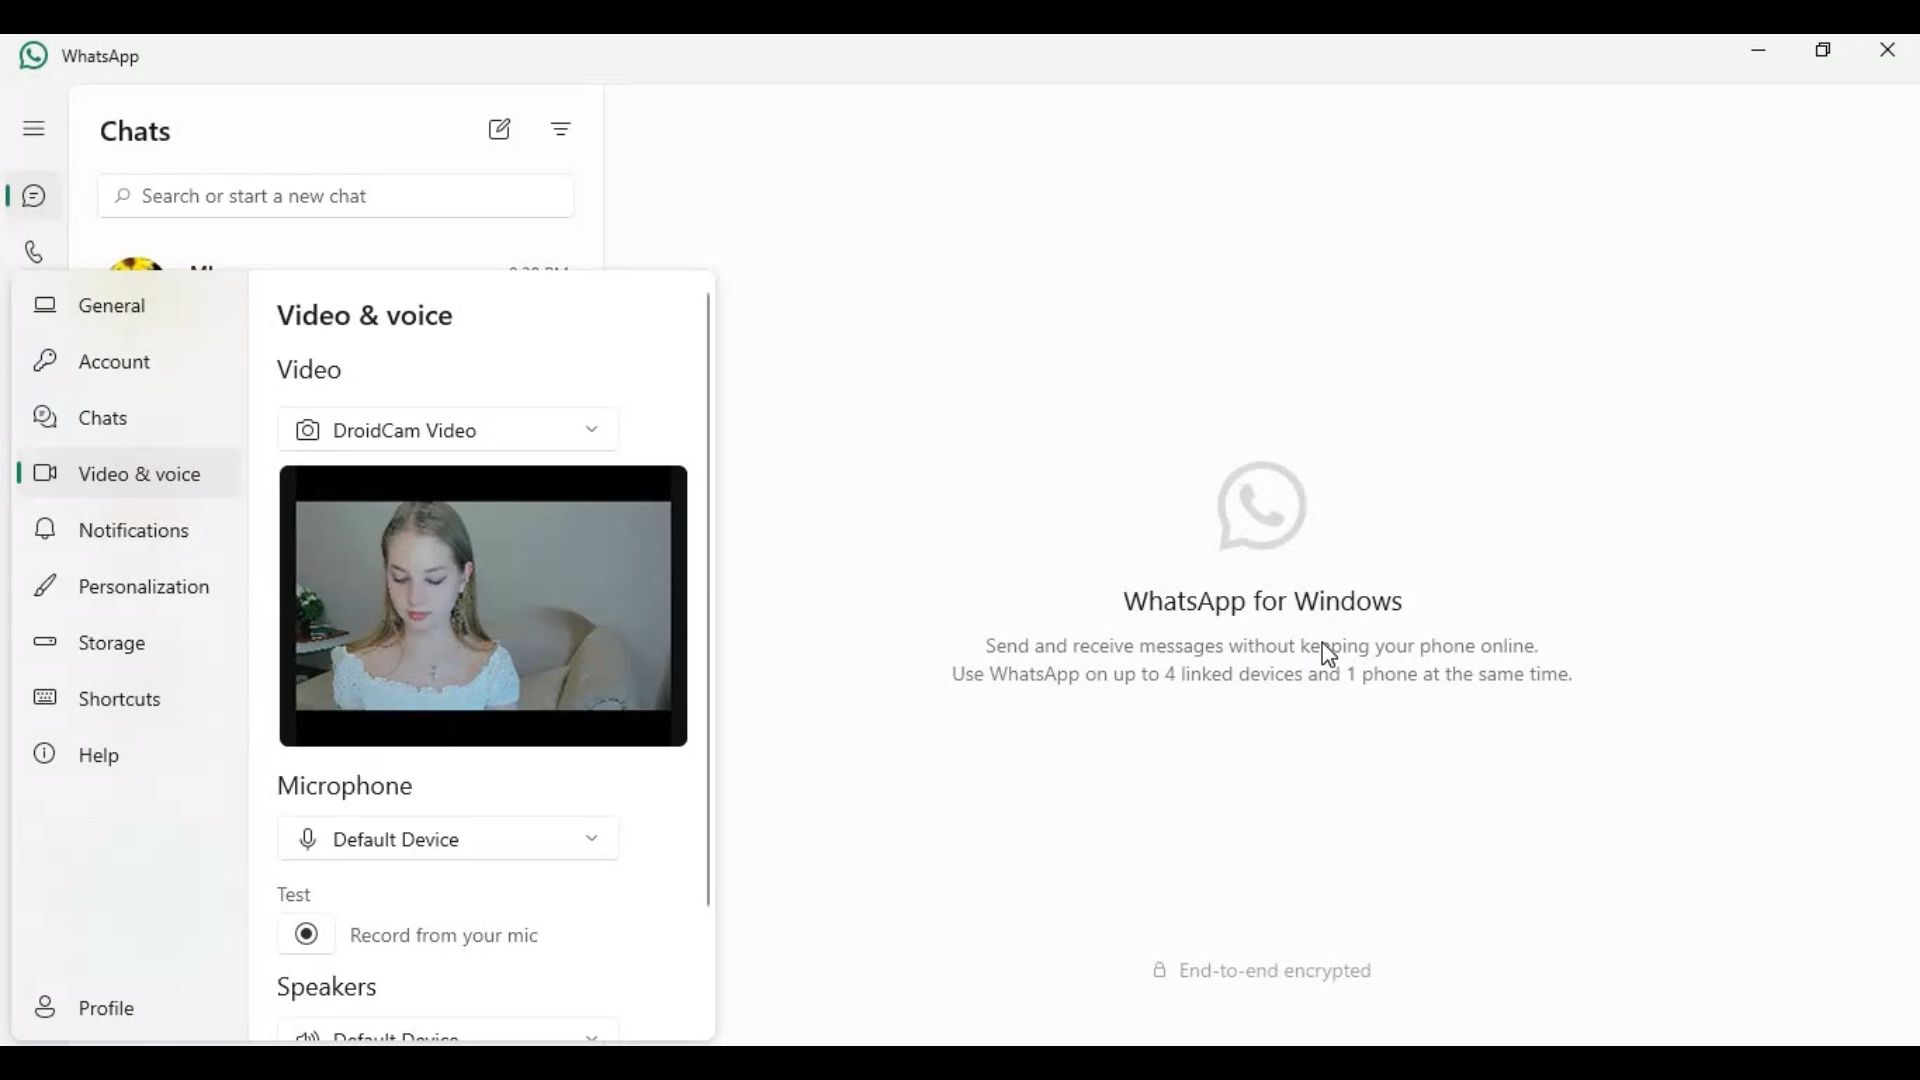 WhatsApp
Chats
Search or start a new chat
General
Account
Chats
Video & voice
Notifications
Personalization
Storage
Shortcuts
Help
Profile
Video & voice
Video
DroidCam Video
Microphone
Default Device
Test
Record from your mic
Speakers
Default Device
WhatsApp for Windows
Send and receive messages without keeping your phone online.
Use WhatsApp on up to 4 linked devices and 1 phone at the same time.
End-to-end encrypted